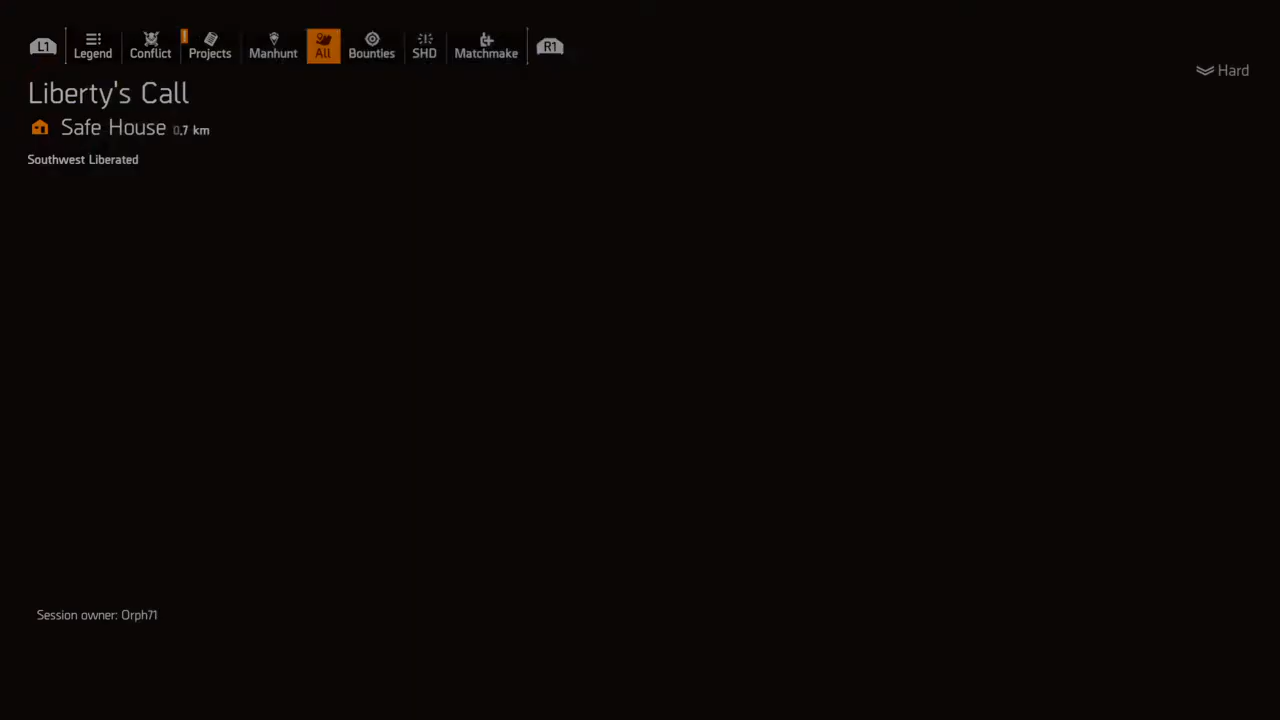 L1 Legend Conflict Projects Manhunt All Bounties SHD Matchmake R1
Hard
Liberty's Call
Safe House 0.7 km
Southwest Liberated
Session owner: Orph71